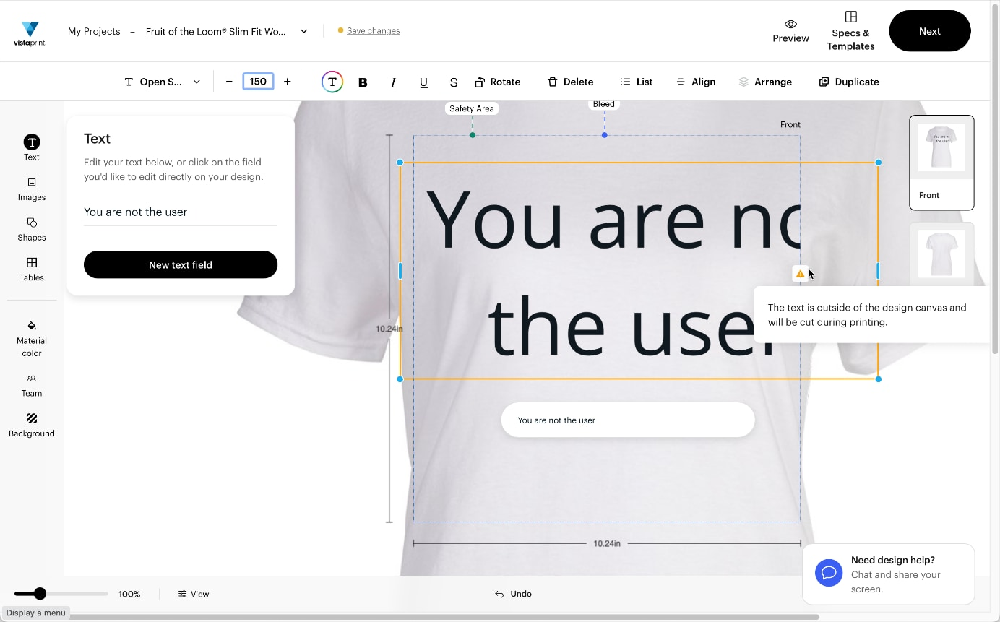 vistaprint.
My Projects – Fruit of the Loom® Slim Fit Wo...
Save changes
Preview
Specs &
Templates
Next
T Open S...
− 150 +
T
B I U S
Rotate
Delete
List
Align
Arrange
Duplicate
Text
Images
Shapes
Tables
Material
color
Team
Background
Text
Edit your text below, or click on the field
you'd like to edit directly on your design.
You are not the user
New text field
Safety Area
Bleed
Front
You are no
the user
10.24in
The text is outside of the design canvas and
will be cut during printing.
You are not the user
10.24in
You are n
the user
Front
Need design help?
Chat and share your
screen.
100%
View
Undo
Display a menu